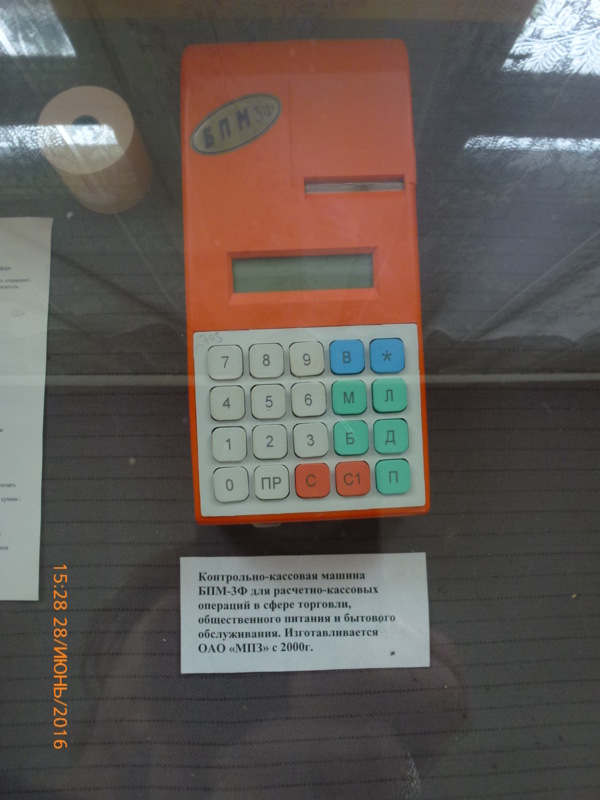 БПМ 3Ф
7 8 9 В *
4 5 6 М Л
1 2 3 Б Д
0 ПР С С1 П
Контрольно-кассовая машина
БПМ-3Ф для расчетно-кассовых
операций в сфере торговли,
общественного питания и бытового
обслуживания. Изготавливается
ОАО «МПЗ» с 2000г.
15:28 28/ИЮНЬ/2016